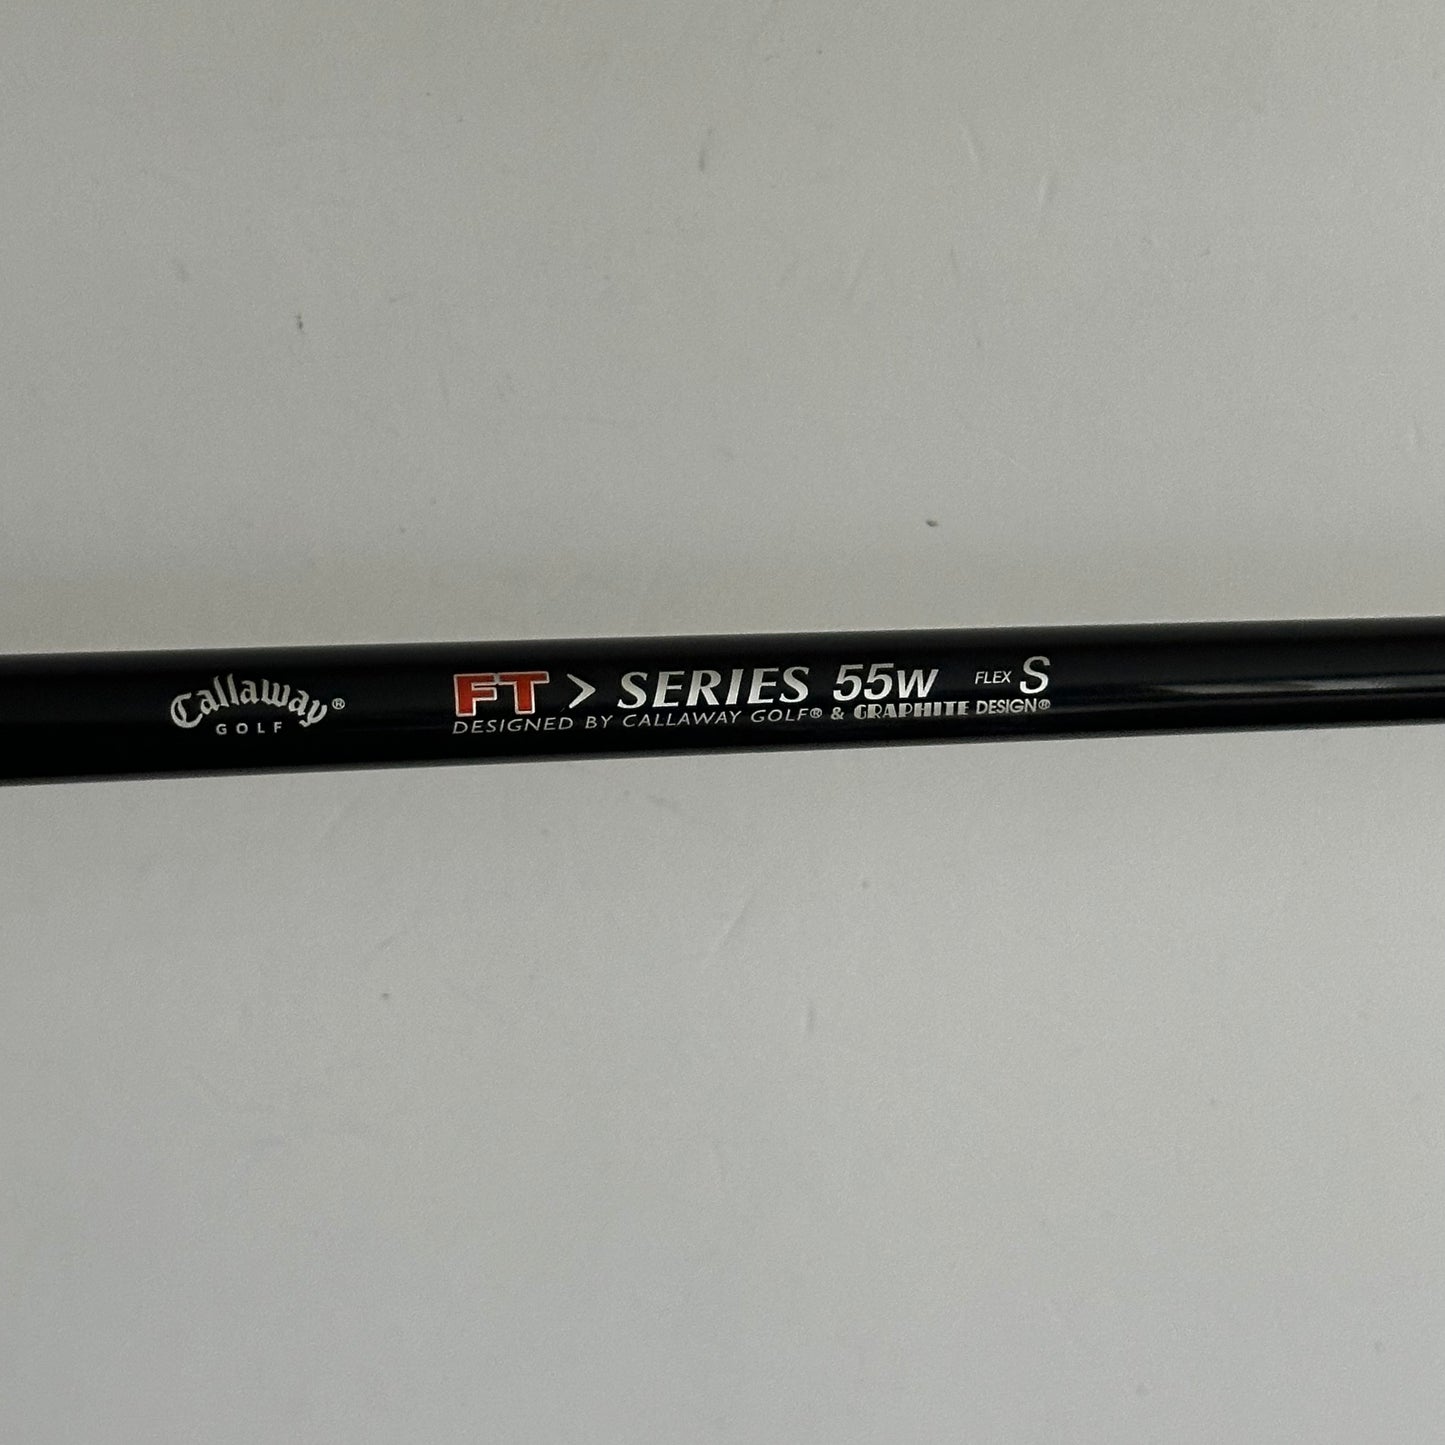 Callaway®
GOLF
FT > SERIES 55w FLEX S
DESIGNED BY CALLAWAY GOLF® & GRAPHITE DESIGN®